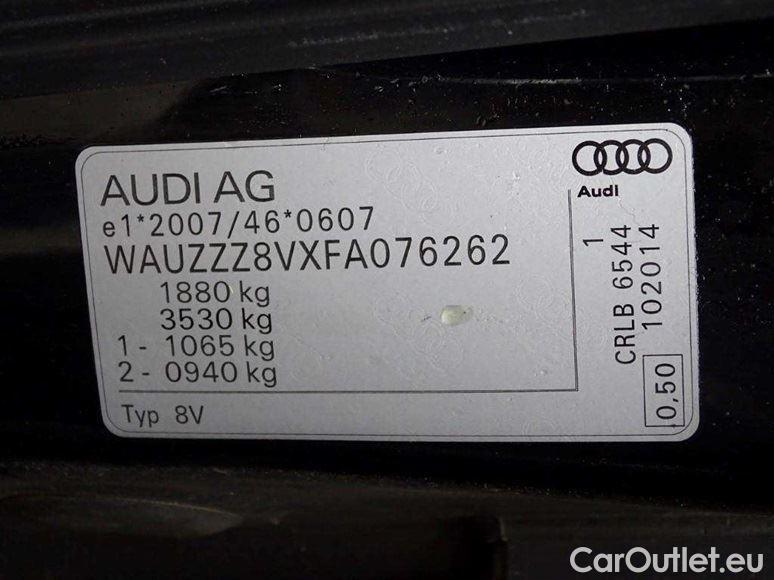 AUDI AG
e1*2007/46*0607
WAUZZZ8VXFA076262
1880 kg
3530 kg
1 - 1065 kg
2 - 0940 kg
Typ 8V
Audi
1
CRLB 6544
102014
0,50
CarOutlet.eu